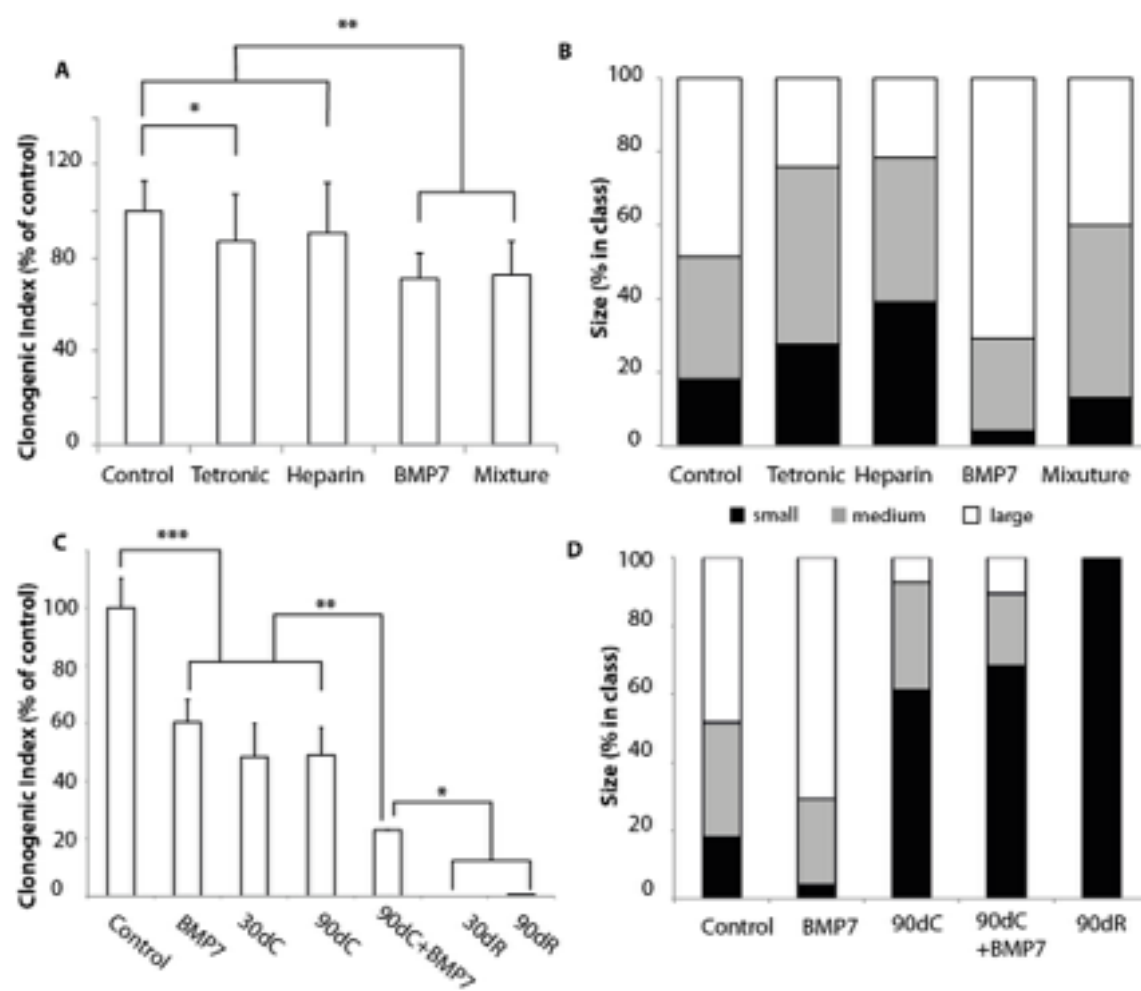 A
**
*
Clonogenic Index (% of control)
120
80
40
0
Control Tetronic Heparin BMP7 Mixture
B
Size (% in class)
100
80
60
40
20
0
Control Tetronic Heparin BMP7 Mixuture
small medium large
C
***
**
*
Clonogenic Index (% of control)
100
80
60
40
20
0
Control BMP7 30dC 90dC 90dC+BMP7 30dR 90dR
D
Size (% in class)
100
80
60
40
20
0
Control BMP7 90dC 90dC 90dR
+BMP7